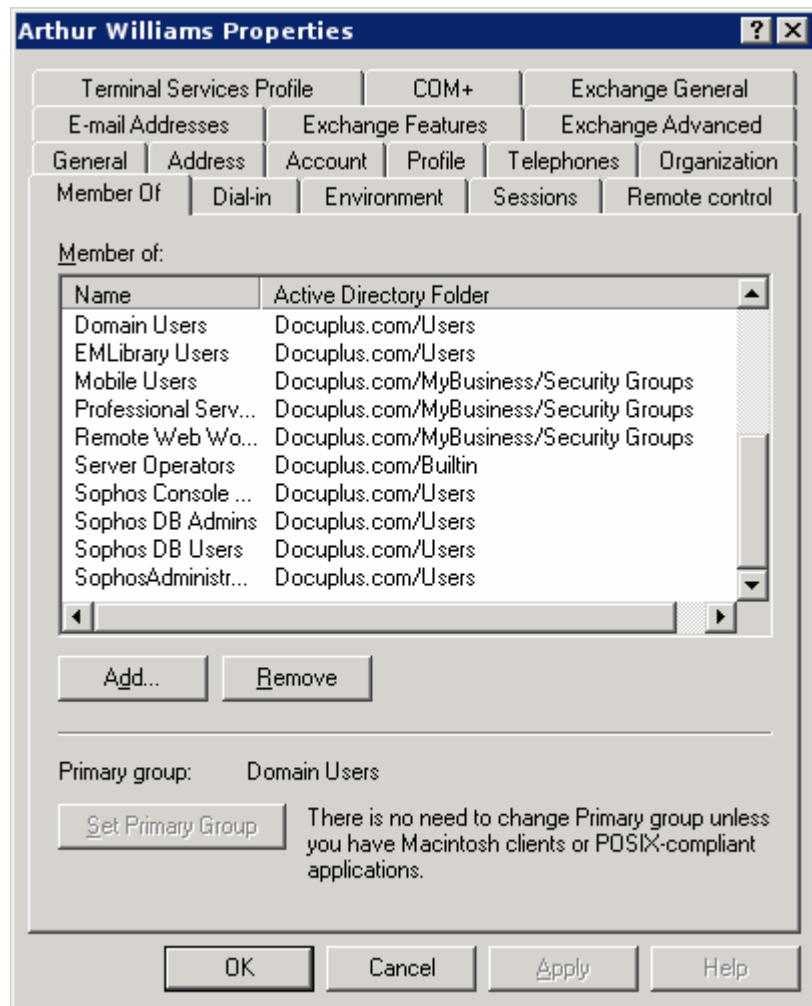 Arthur Williams Properties
Terminal Services Profile COM+ Exchange General
E-mail Addresses Exchange Features Exchange Advanced
General Address Account Profile Telephones Organization
Member Of Dial-in Environment Sessions Remote control
Member of:
Name Active Directory Folder
Domain Users Docuplus.com/Users
EMLibrary Users Docuplus.com/Users
Mobile Users Docuplus.com/MyBusiness/Security Groups
Professional Serv... Docuplus.com/MyBusiness/Security Groups
Remote Web Wo... Docuplus.com/MyBusiness/Security Groups
Server Operators Docuplus.com/Builtin
Sophos Console ... Docuplus.com/Users
Sophos DB Admins Docuplus.com/Users
Sophos DB Users Docuplus.com/Users
SophosAdministr... Docuplus.com/Users
Add... Remove
Primary group: Domain Users
Set Primary Group There is no need to change Primary group unless
you have Macintosh clients or POSIX-compliant
applications.
OK Cancel Apply Help